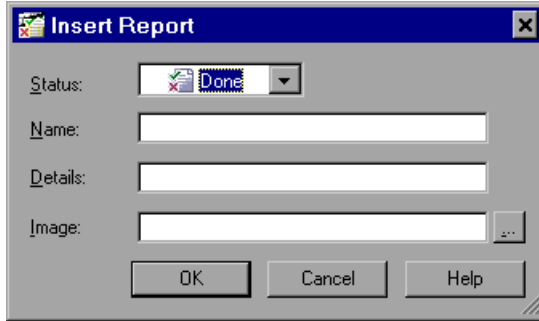 Insert Report
Status: Done
Name:
Details:
Image: ...
OK Cancel Help